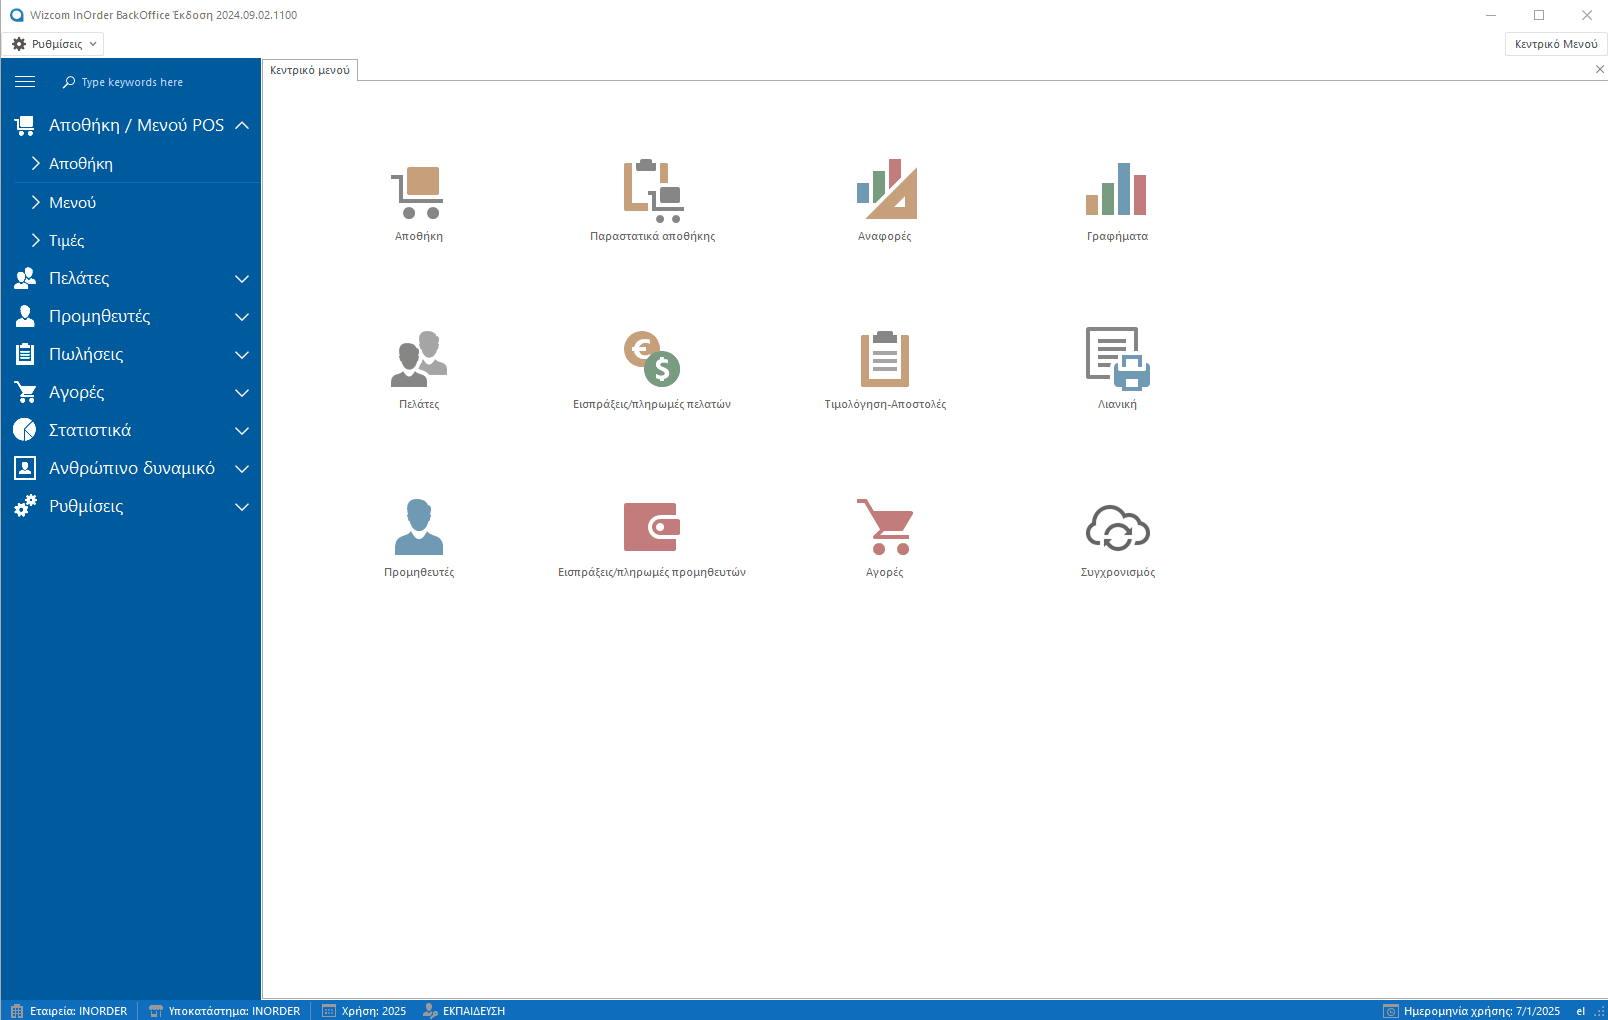 Wizcom InOrder BackOffice Έκδοση 2024.09.02.1100
Ρυθμίσεις
Κεντρικό Μενού
Type keywords here
Κεντρικό μενού
Αποθήκη / Μενού POS
Αποθήκη
Μενού
Τιμές
Πελάτες
Προμηθευτές
Πωλήσεις
Αγορές
Στατιστικά
Ανθρώπινο δυναμικό
Ρυθμίσεις
Αποθήκη
Παραστατικά αποθήκης
Αναφορές
Γραφήματα
Πελάτες
Εισπράξεις/πληρωμές πελατών
Τιμολόγηση-Αποστολές
Λιανική
Προμηθευτές
Εισπράξεις/πληρωμές προμηθευτών
Αγορές
Συγχρονισμός
Εταιρεία: INORDER
Υποκατάστημα: INORDER
Χρήση: 2025
ΕΚΠΑΙΔΕΥΣΗ
Ημερομηνία χρήσης: 7/1/2025
el